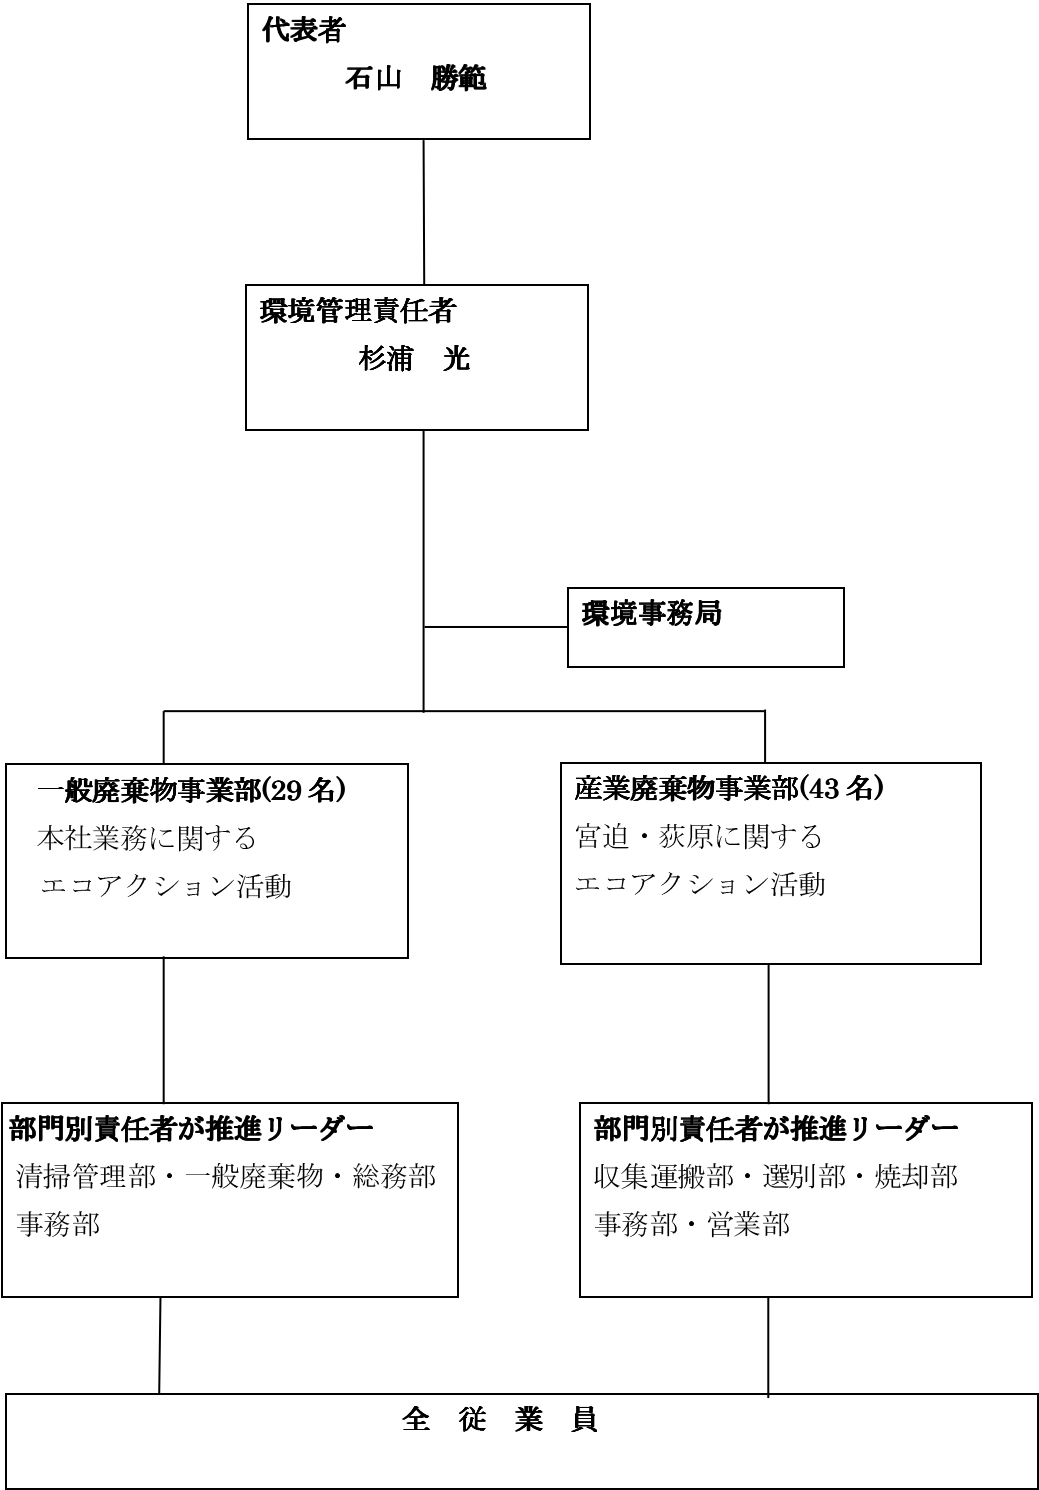 代表者
石山　勝範
環境管理責任者
杉浦　光
環境事務局
一般廃棄物事業部(29 名)
本社業務に関する
エコアクション活動
産業廃棄物事業部(43 名)
宮迫・荻原に関する
エコアクション活動
部門別責任者が推進リーダー
清掃管理部・一般廃棄物・総務部
事務部
部門別責任者が推進リーダー
収集運搬部・選別部・焼却部
事務部・営業部
全　従　業　員